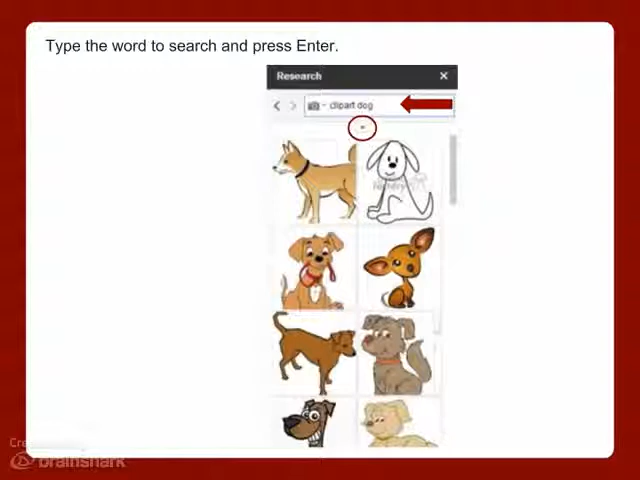 Type the word to search and press Enter.
Research
clipart dog
brainshark